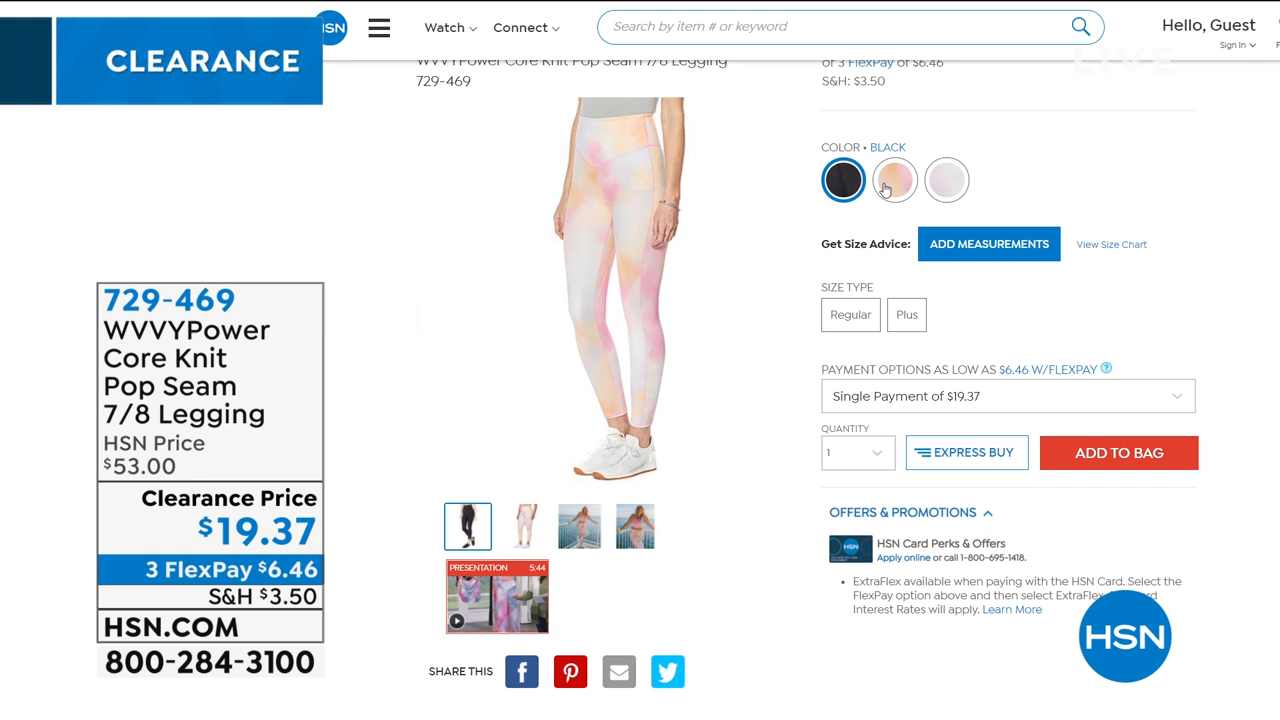 CLEARANCE
HSN
Watch
Connect
Search by item # or keyword
Hello, Guest
Sign In
LIVE
WVVYPower Core Knit Pop Seam 7/8 Legging
729-469
or 3 FlexPay of $6.46
S&H: $3.50
COLOR • BLACK
Get Size Advice:
ADD MEASUREMENTS
View Size Chart
SIZE TYPE
Regular
Plus
PAYMENT OPTIONS AS LOW AS $6.46 W/FLEXPAY ?
Single Payment of $19.37
QUANTITY
1
EXPRESS BUY
ADD TO BAG
OFFERS & PROMOTIONS
HSN
HSN Card Perks & Offers
Apply online or call 1-800-695-1418.
• ExtraFlex available when paying with the HSN Card. Select the
FlexPay option above and then select ExtraFlex.
Interest Rates will apply. Learn More
HSN
729-469
WVVYPower
Core Knit
Pop Seam
7/8 Legging
HSN Price
$53.00
Clearance Price
$19.37
3 FlexPay $6.46
S&H $3.50
HSN.COM
800-284-3100
PRESENTATION 5:44
SHARE THIS